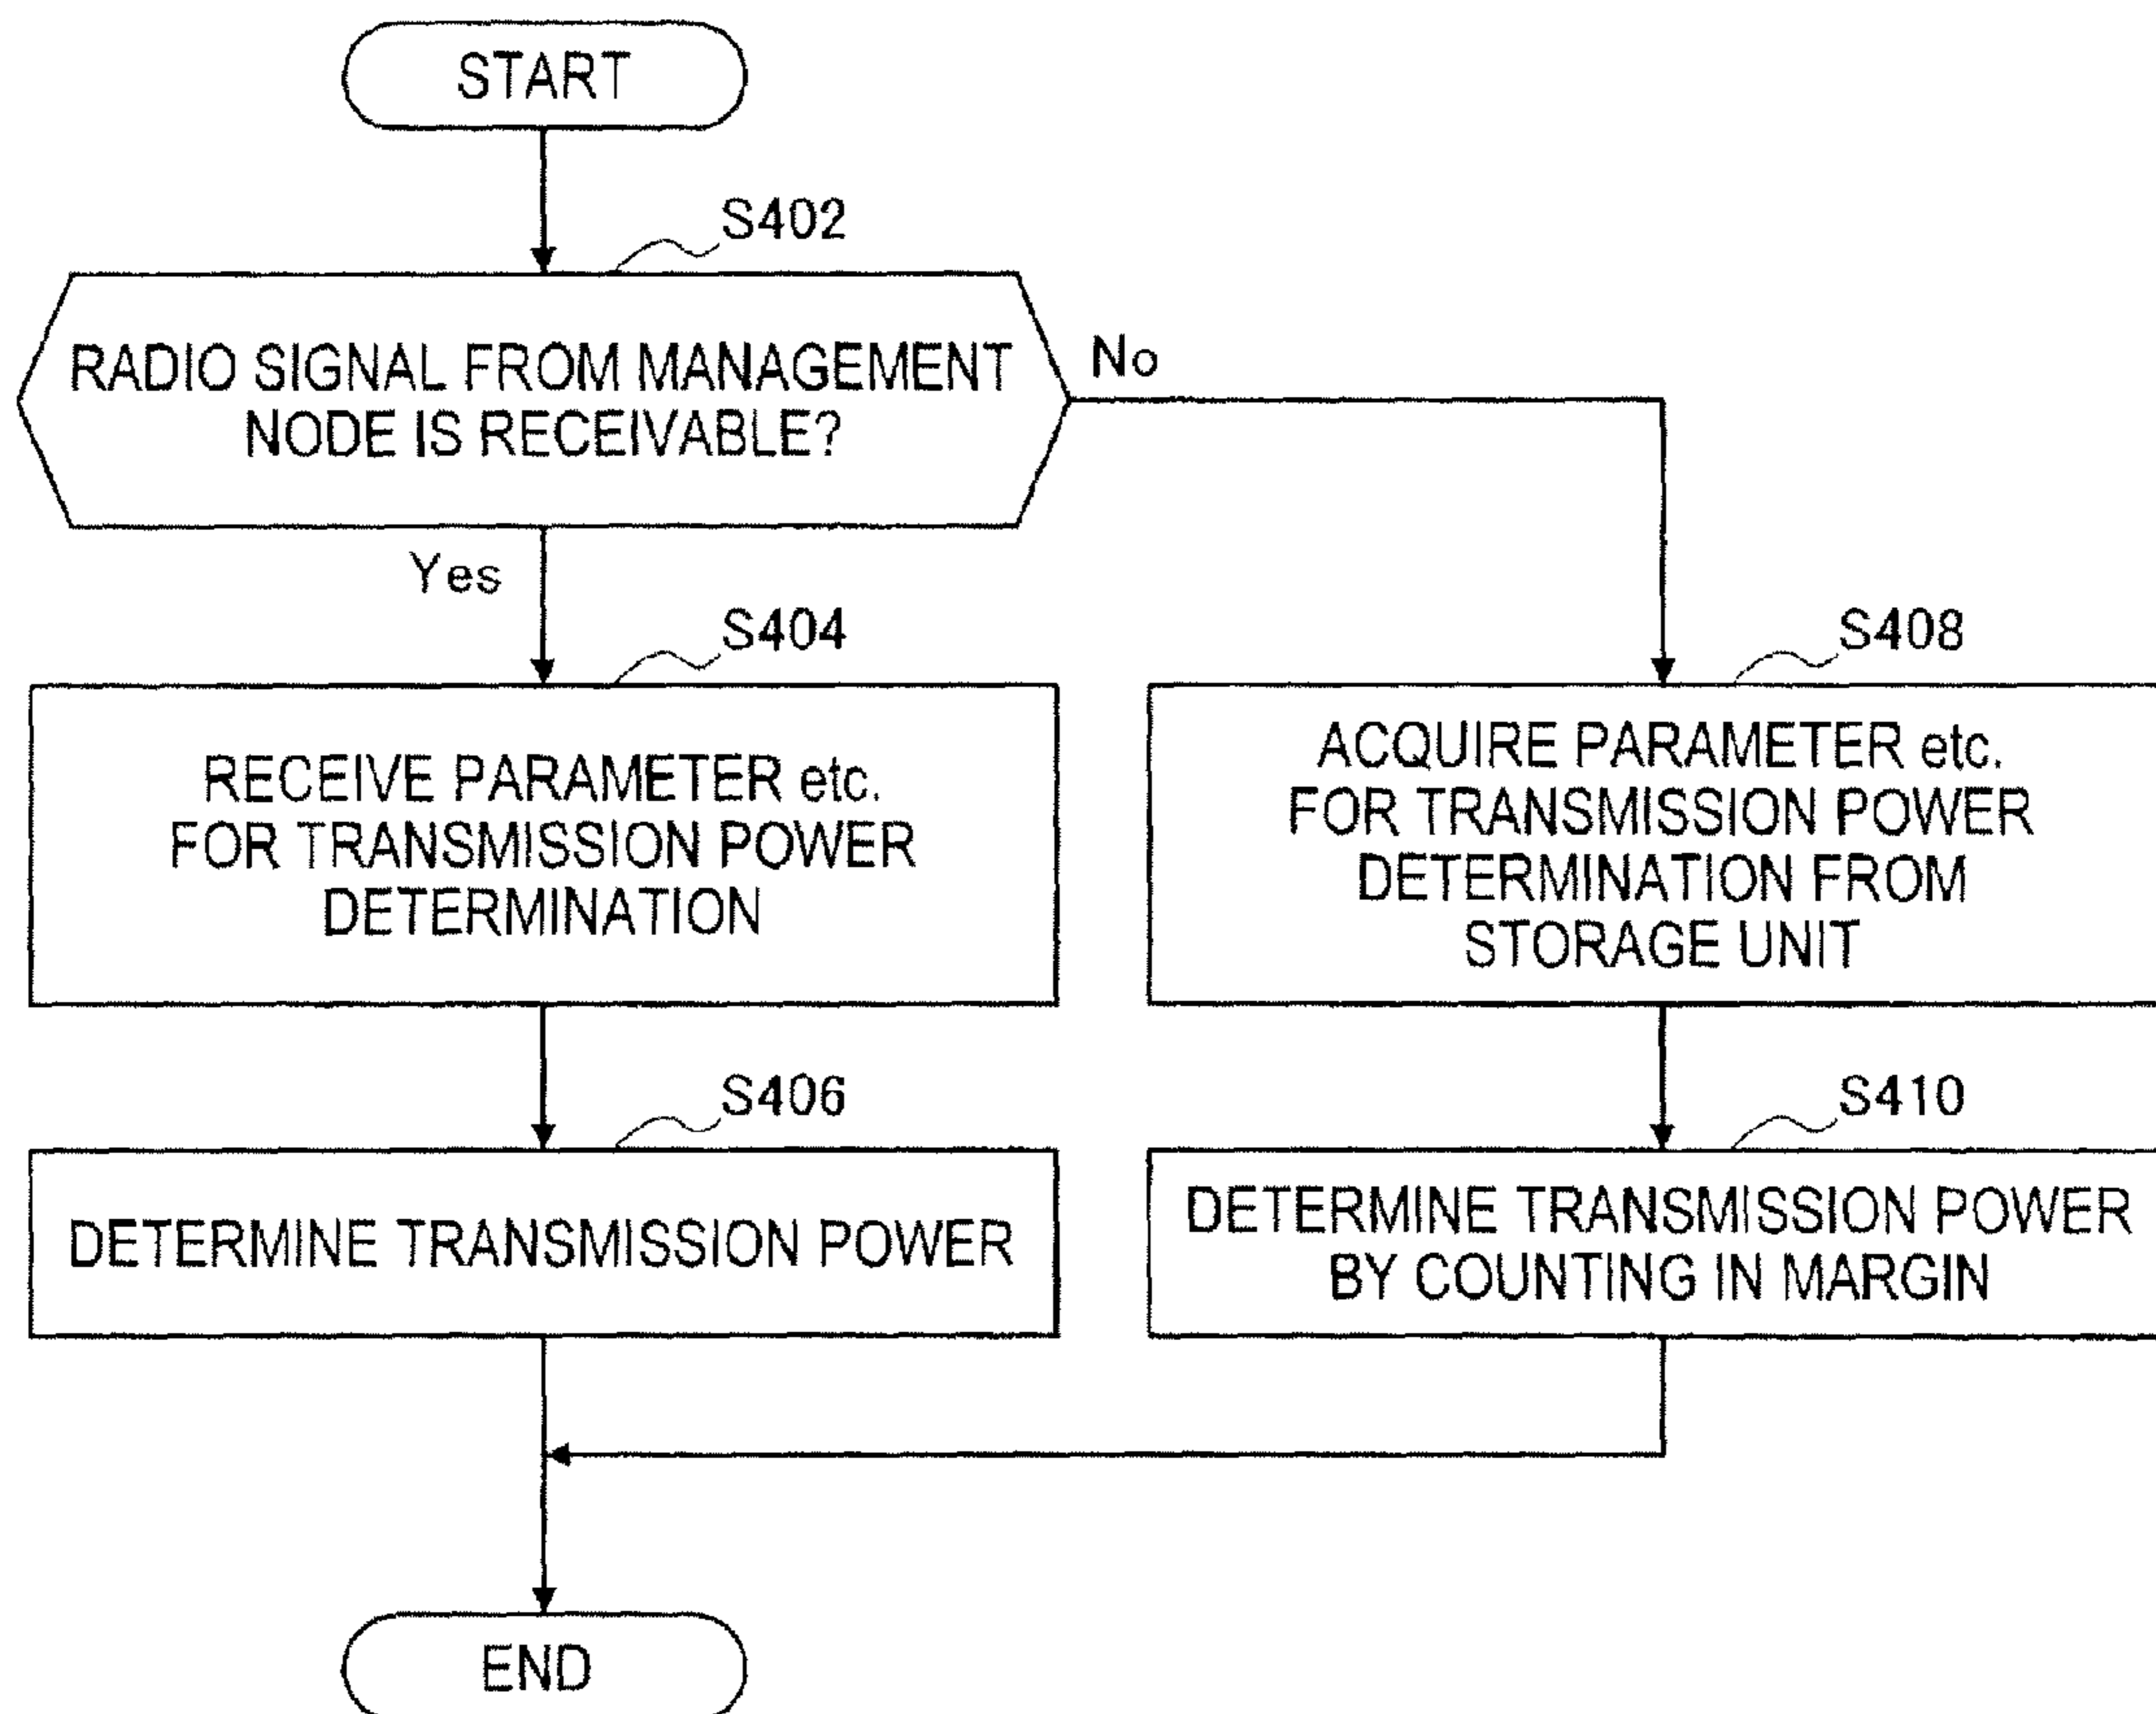 START
S402
RADIO SIGNAL FROM MANAGEMENT
NODE IS RECEIVABLE?
No
Yes
S404
RECEIVE PARAMETER etc.
FOR TRANSMISSION POWER
DETERMINATION
S408
ACQUIRE PARAMETER etc.
FOR TRANSMISSION POWER
DETERMINATION FROM
STORAGE UNIT
S406
DETERMINE TRANSMISSION POWER
S410
DETERMINE TRANSMISSION POWER
BY COUNTING IN MARGIN
END